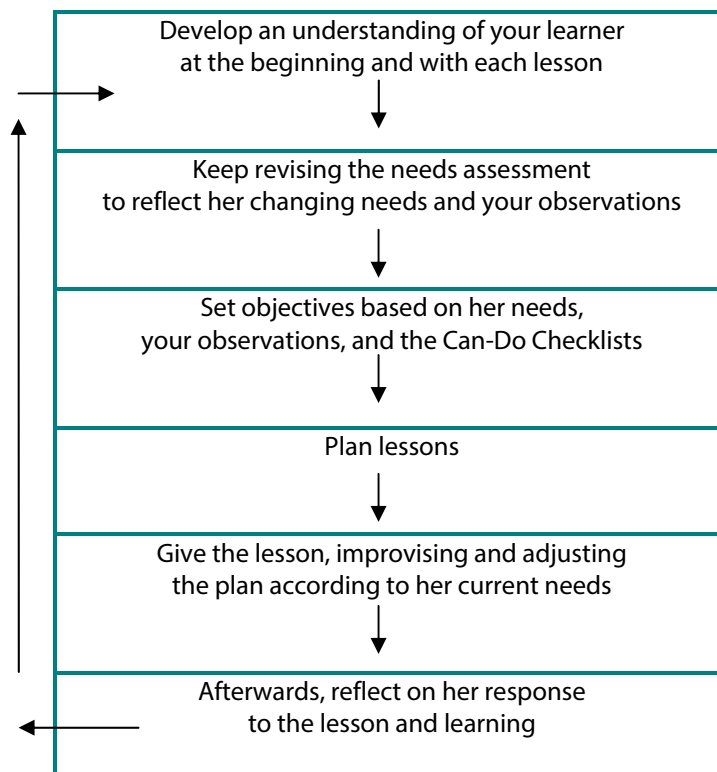 Develop an understanding of your learner
at the beginning and with each lesson
Keep revising the needs assessment
to reflect her changing needs and your observations
Set objectives based on her needs,
your observations, and the Can-Do Checklists
Plan lessons
Give the lesson, improvising and adjusting
the plan according to her current needs
Afterwards, reflect on her response
to the lesson and learning